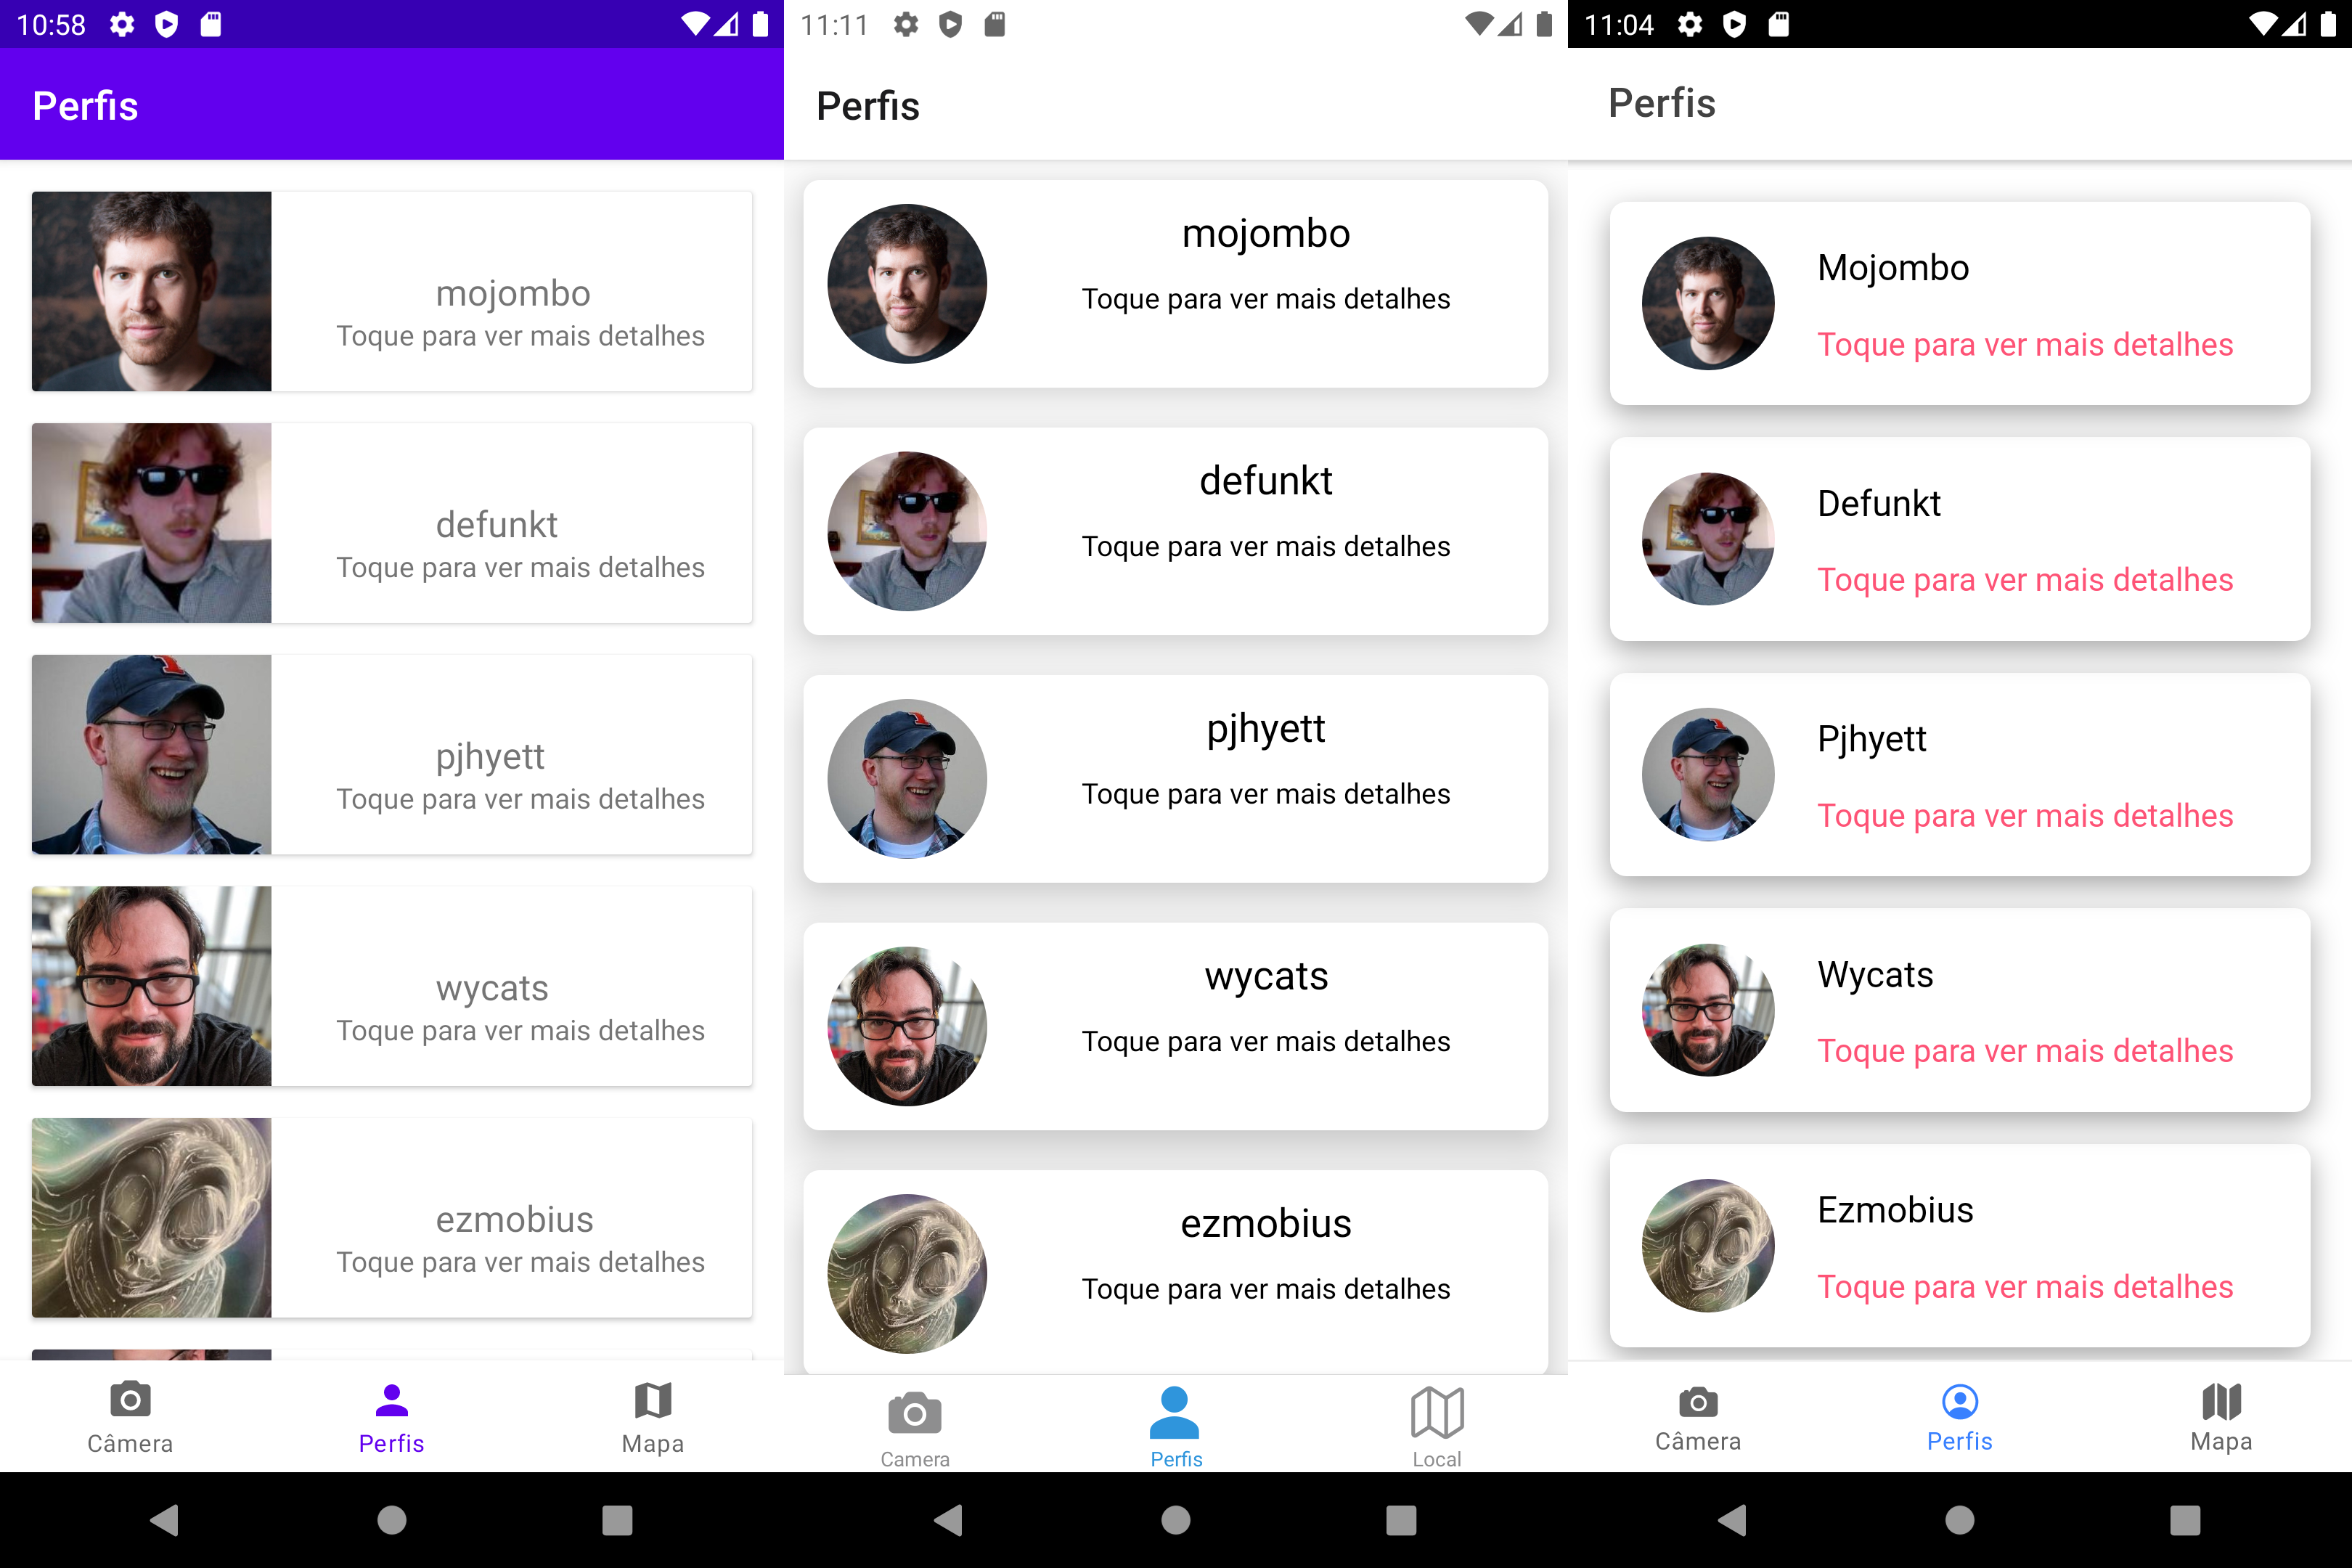 10:58
Perfis
mojombo
Toque para ver mais detalhes
defunkt
Toque para ver mais detalhes
pjhyett
Toque para ver mais detalhes
wycats
Toque para ver mais detalhes
ezmobius
Toque para ver mais detalhes
Câmera
Perfis
Mapa
11:11
Perfis
mojombo
Toque para ver mais detalhes
defunkt
Toque para ver mais detalhes
pjhyett
Toque para ver mais detalhes
wycats
Toque para ver mais detalhes
ezmobius
Toque para ver mais detalhes
Camera
Perfis
Local
11:04
Perfis
Mojombo
Toque para ver mais detalhes
Defunkt
Toque para ver mais detalhes
Pjhyett
Toque para ver mais detalhes
Wycats
Toque para ver mais detalhes
Ezmobius
Toque para ver mais detalhes
Câmera
Perfis
Mapa